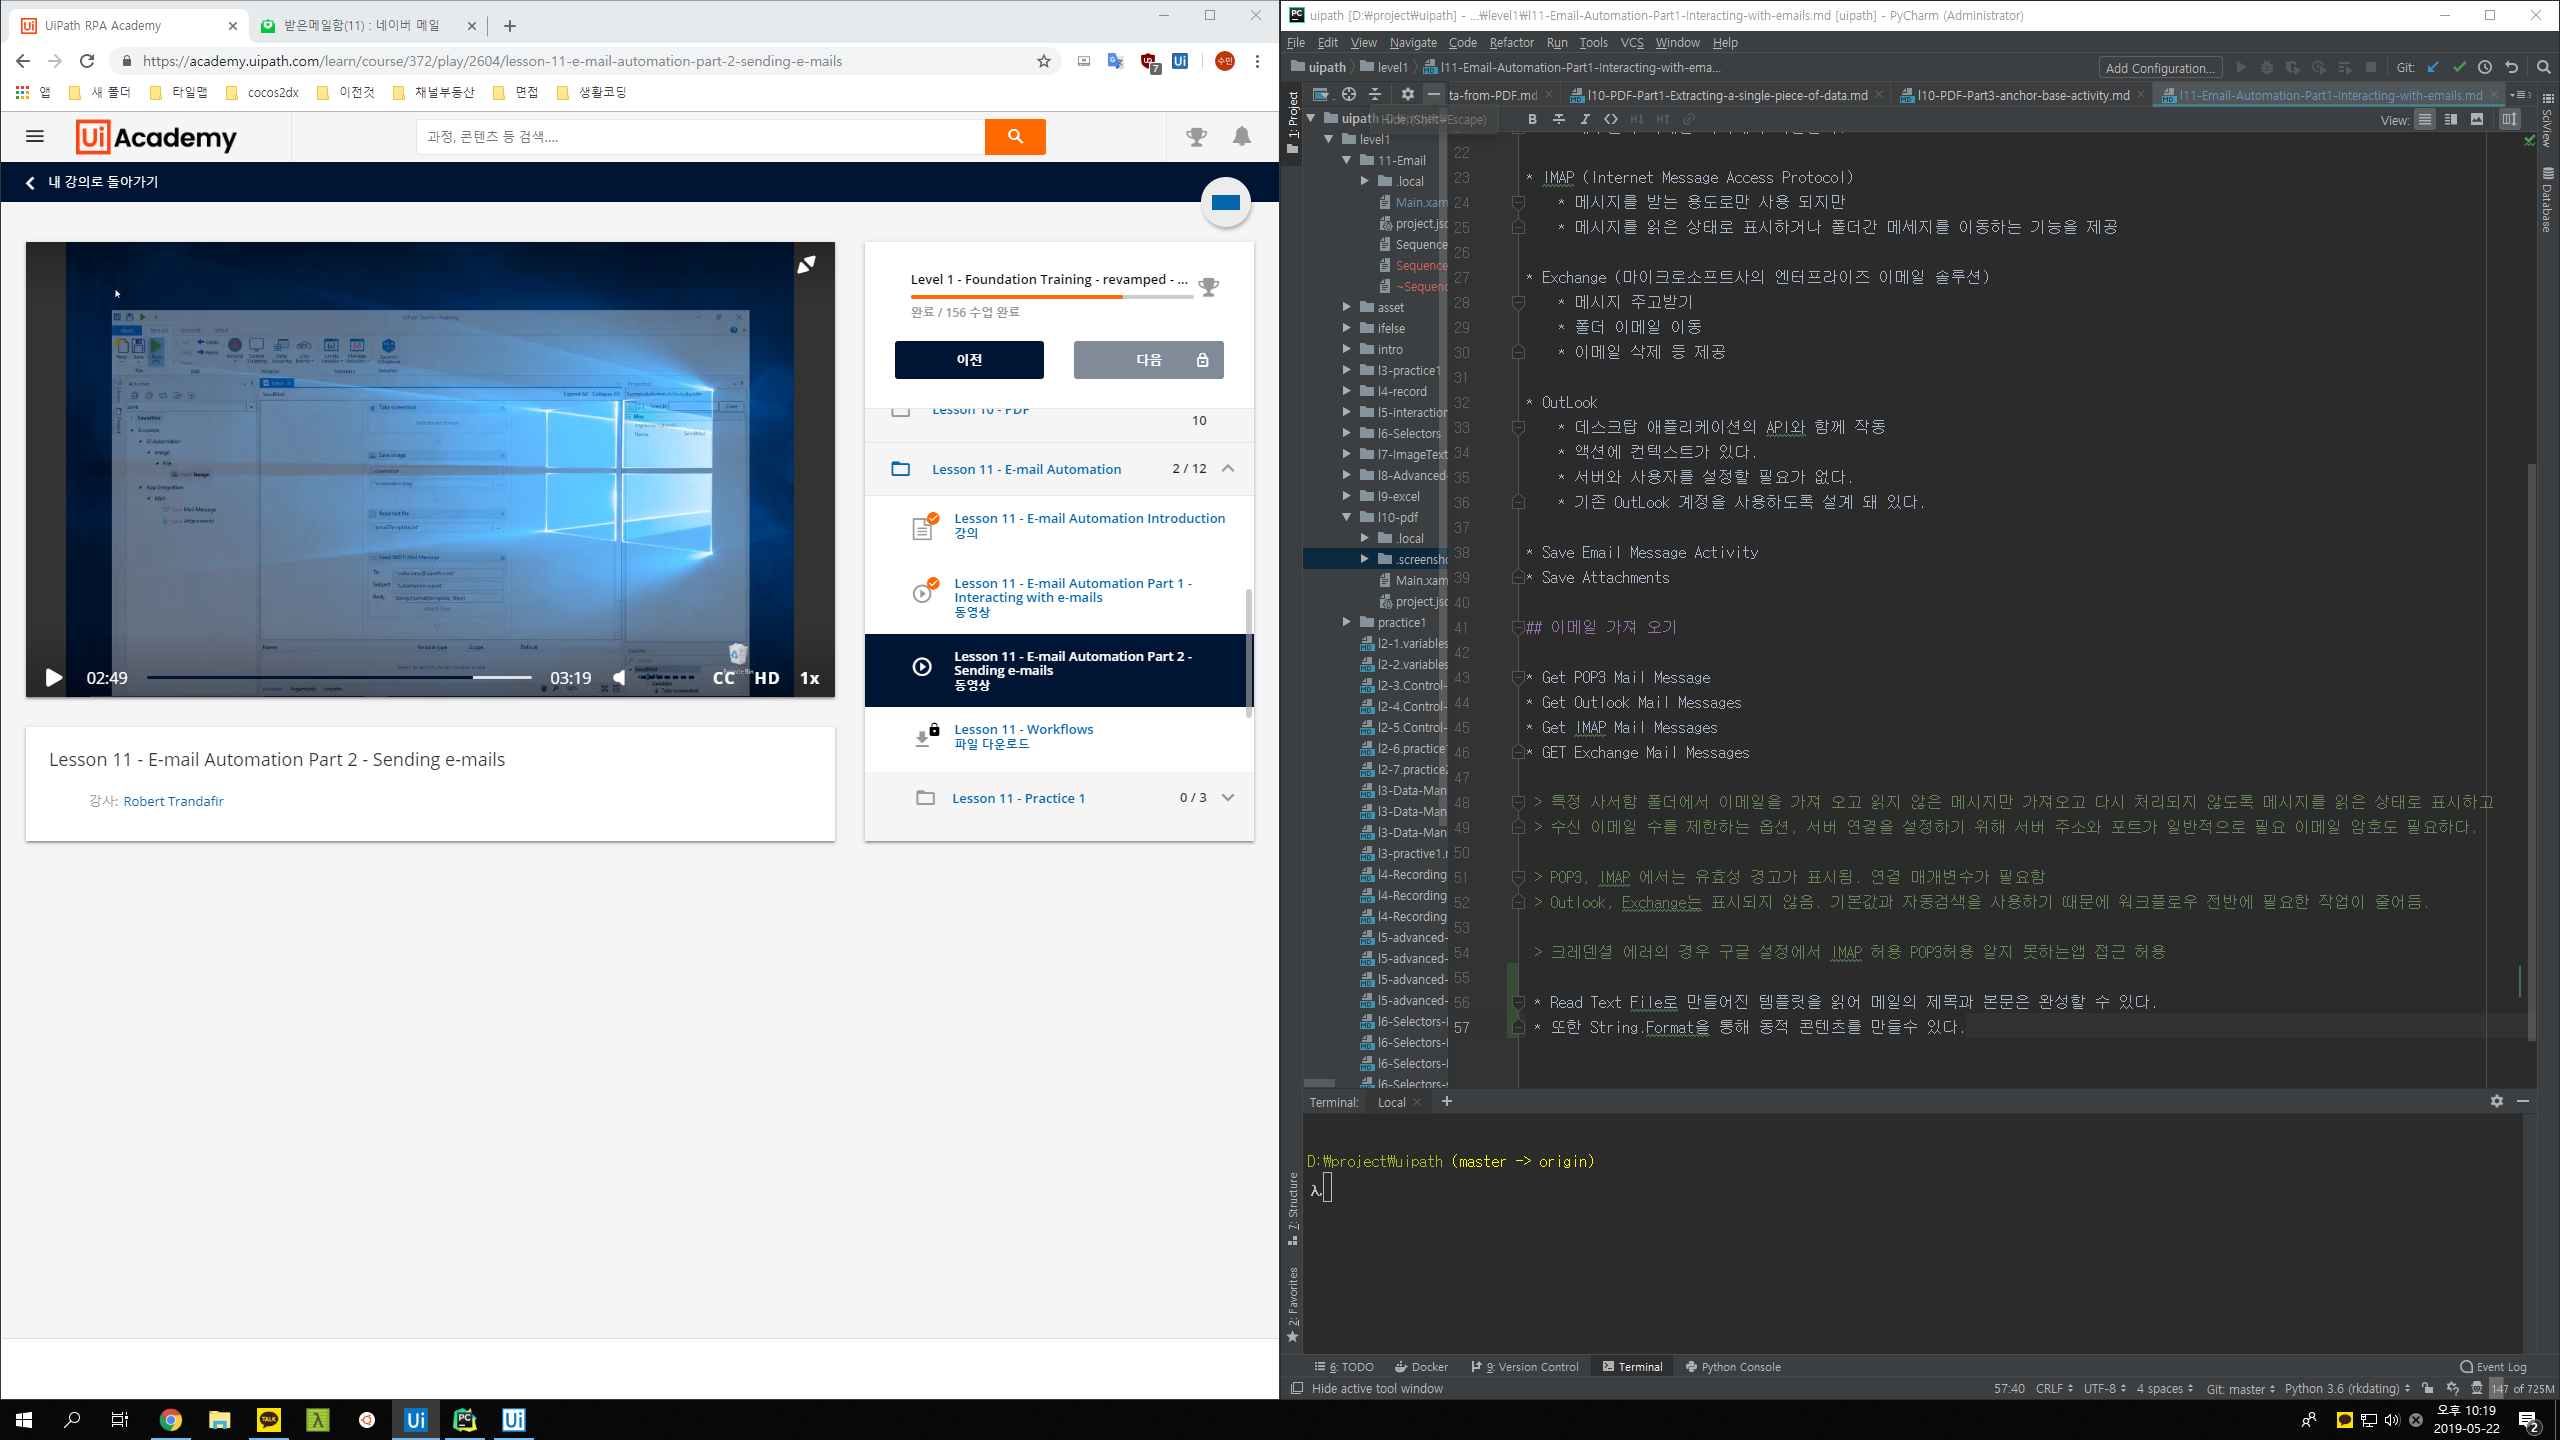 UiPath RPA Academy
받은메일함(11) : 네이버 메일
https://academy.uipath.com/learn/course/372/play/2604/lesson-11-e-mail-automation-part-2-sending-e-mails
앱
새 폴더
타일맵
cocos2dx
이전것
채널부동산
면접
생활코딩
Ui Academy
과정, 콘텐츠 등 검색....
내 강의로 돌아가기
02:49
03:19
CC
HD
1x
Lesson 11 - E-mail Automation Part 2 - Sending e-mails
강사: Robert Trandafir
Level 1 - Foundation Training - revamped - ...
완료 / 156 수업 완료
이전
다음
Lesson 10 - PDF
10
Lesson 11 - E-mail Automation
2 / 12
Lesson 11 - E-mail Automation Introduction
강의
Lesson 11 - E-mail Automation Part 1 -
Interacting with e-mails
동영상
Lesson 11 - E-mail Automation Part 2 -
Sending e-mails
동영상
Lesson 11 - Workflows
파일 다운로드
Lesson 11 - Practice 1
0 / 3
uipath [D:₩project₩uipath] - ...₩level1₩l11-Email-Automation-Part1-Interacting-with-emails.md [uipath] - PyCharm (Administrator)
File Edit View Navigate Code Refactor Run Tools VCS Window Help
uipath
level1
l11-Email-Automation-Part1-Interacting-with-ema...
Add Configuration...
Git:
ta-from-PDF.md
l10-PDF-Part1-Extracting-a-single-piece-of-data.md
l10-PDF-Part3-anchor-base-activity.md
l11-Email-Automation-Part1-Interacting-with-emails.md
View:
1: Project
SciView
Database
uipath
Hide (Shift+Escape)
level1
11-Email
.local
Main.xam
project.jso
Sequence
Sequence
~Sequenc
asset
ifelse
intro
l3-practice1
l4-record
l5-interaction
l6-Selectors
l7-ImageText
l8-Advanced-
l9-excel
l10-pdf
.local
.screensho
Main.xam
project.jso
practice1
l2-1.variables
l2-2.variables
l2-3.Control-
l2-4.Control-
l2-5.Control-
l2-6.practice1
l2-7.practice2
l3-Data-Man
l3-Data-Man
l3-Data-Man
l3-practive1.r
l4-Recording
l4-Recording
l4-Recording
l5-advanced-
l5-advanced-
l5-advanced-
l5-advanced-
l6-Selectors-
l6-Selectors-
l6-Selectors-
l6-Selectors-
22
23 * IMAP (Internet Message Access Protocol)
24 * 메시지를 받는 용도로만 사용 되지만
25 * 메시지를 읽은 상태로 표시하거나 폴더간 메세지를 이동하는 기능을 제공
26
27 * Exchange (마이크로소프트사의 엔터프라이즈 이메일 솔루션)
28 * 메시지 주고받기
29 * 폴더 이메일 이동
30 * 이메일 삭제 등 제공
31
32 * OutLook
33 * 데스크탑 애플리케이션의 API와 함께 작동
34 * 액션에 컨텍스트가 있다.
35 * 서버와 사용자를 설정할 필요가 없다.
36 * 기존 OutLook 계정을 사용하도록 설계 돼 있다.
37
38 * Save Email Message Activity
39 * Save Attachments
40
41 ## 이메일 가져 오기
42
43 * Get POP3 Mail Message
44 * Get Outlook Mail Messages
45 * Get IMAP Mail Messages
46 * GET Exchange Mail Messages
47
48 > 특정 사서함 폴더에서 이메일을 가져 오고 읽지 않은 메시지만 가져오고 다시 처리되지 않도록 메시지를 읽은 상태로 표시하고
49 > 수신 이메일 수를 제한하는 옵션, 서버 연결을 설정하기 위해 서버 주소와 포트가 일반적으로 필요 이메일 암호도 필요하다.
50
51 > POP3, IMAP 에서는 유효성 경고가 표시됨. 연결 매개변수가 필요함
52 > Outlook, Exchange는 표시되지 않음. 기본값과 자동검색을 사용하기 때문에 워크플로우 전반에 필요한 작업이 줄어듬.
53
54 > 크레덴셜 에러의 경우 구글 설정에서 IMAP 허용 POP3허용 알지 못하는앱 접근 허용
55
56 * Read Text File로 만들어진 템플릿을 읽어 메일의 제목과 본문은 완성할 수 있다.
57 * 또한 String.Format을 통해 동적 콘텐츠를 만들수 있다.
Terminal: Local
D:₩project₩uipath (master -> origin)
λ
7: Structure
2: Favorites
6: TODO
Docker
9: Version Control
Terminal
Python Console
Event Log
Hide active tool window
57:40 CRLF UTF-8 4 spaces Git: master Python 3.6 (rkdating) 147 of 725M
오후 10:19
2019-05-22
2